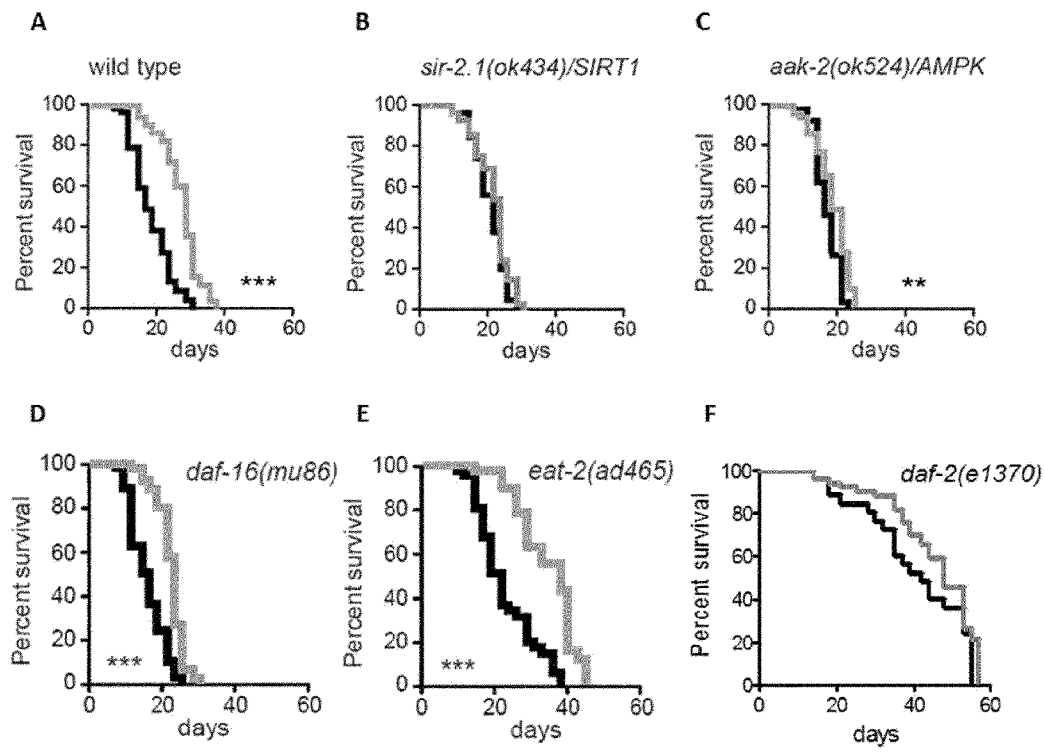 A
wild type
Percent survival
100
80
60
40
20
0
***
0 20 40 60
days
B
sir-2.1(ok434)/SIRT1
Percent survival
100
80
60
40
20
0
0 20 40 60
days
C
aak-2(ok524)/AMPK
Percent survival
100
80
60
40
20
0
**
0 20 40 60
days
D
daf-16(mu86)
Percent survival
100
80
60
40
20
0
***
0 20 40 60
days
E
eat-2(ad465)
Percent survival
100
80
60
40
20
0
***
0 20 40 60
days
F
daf-2(e1370)
Percent survival
100
80
60
40
20
0
0 20 40 60
days